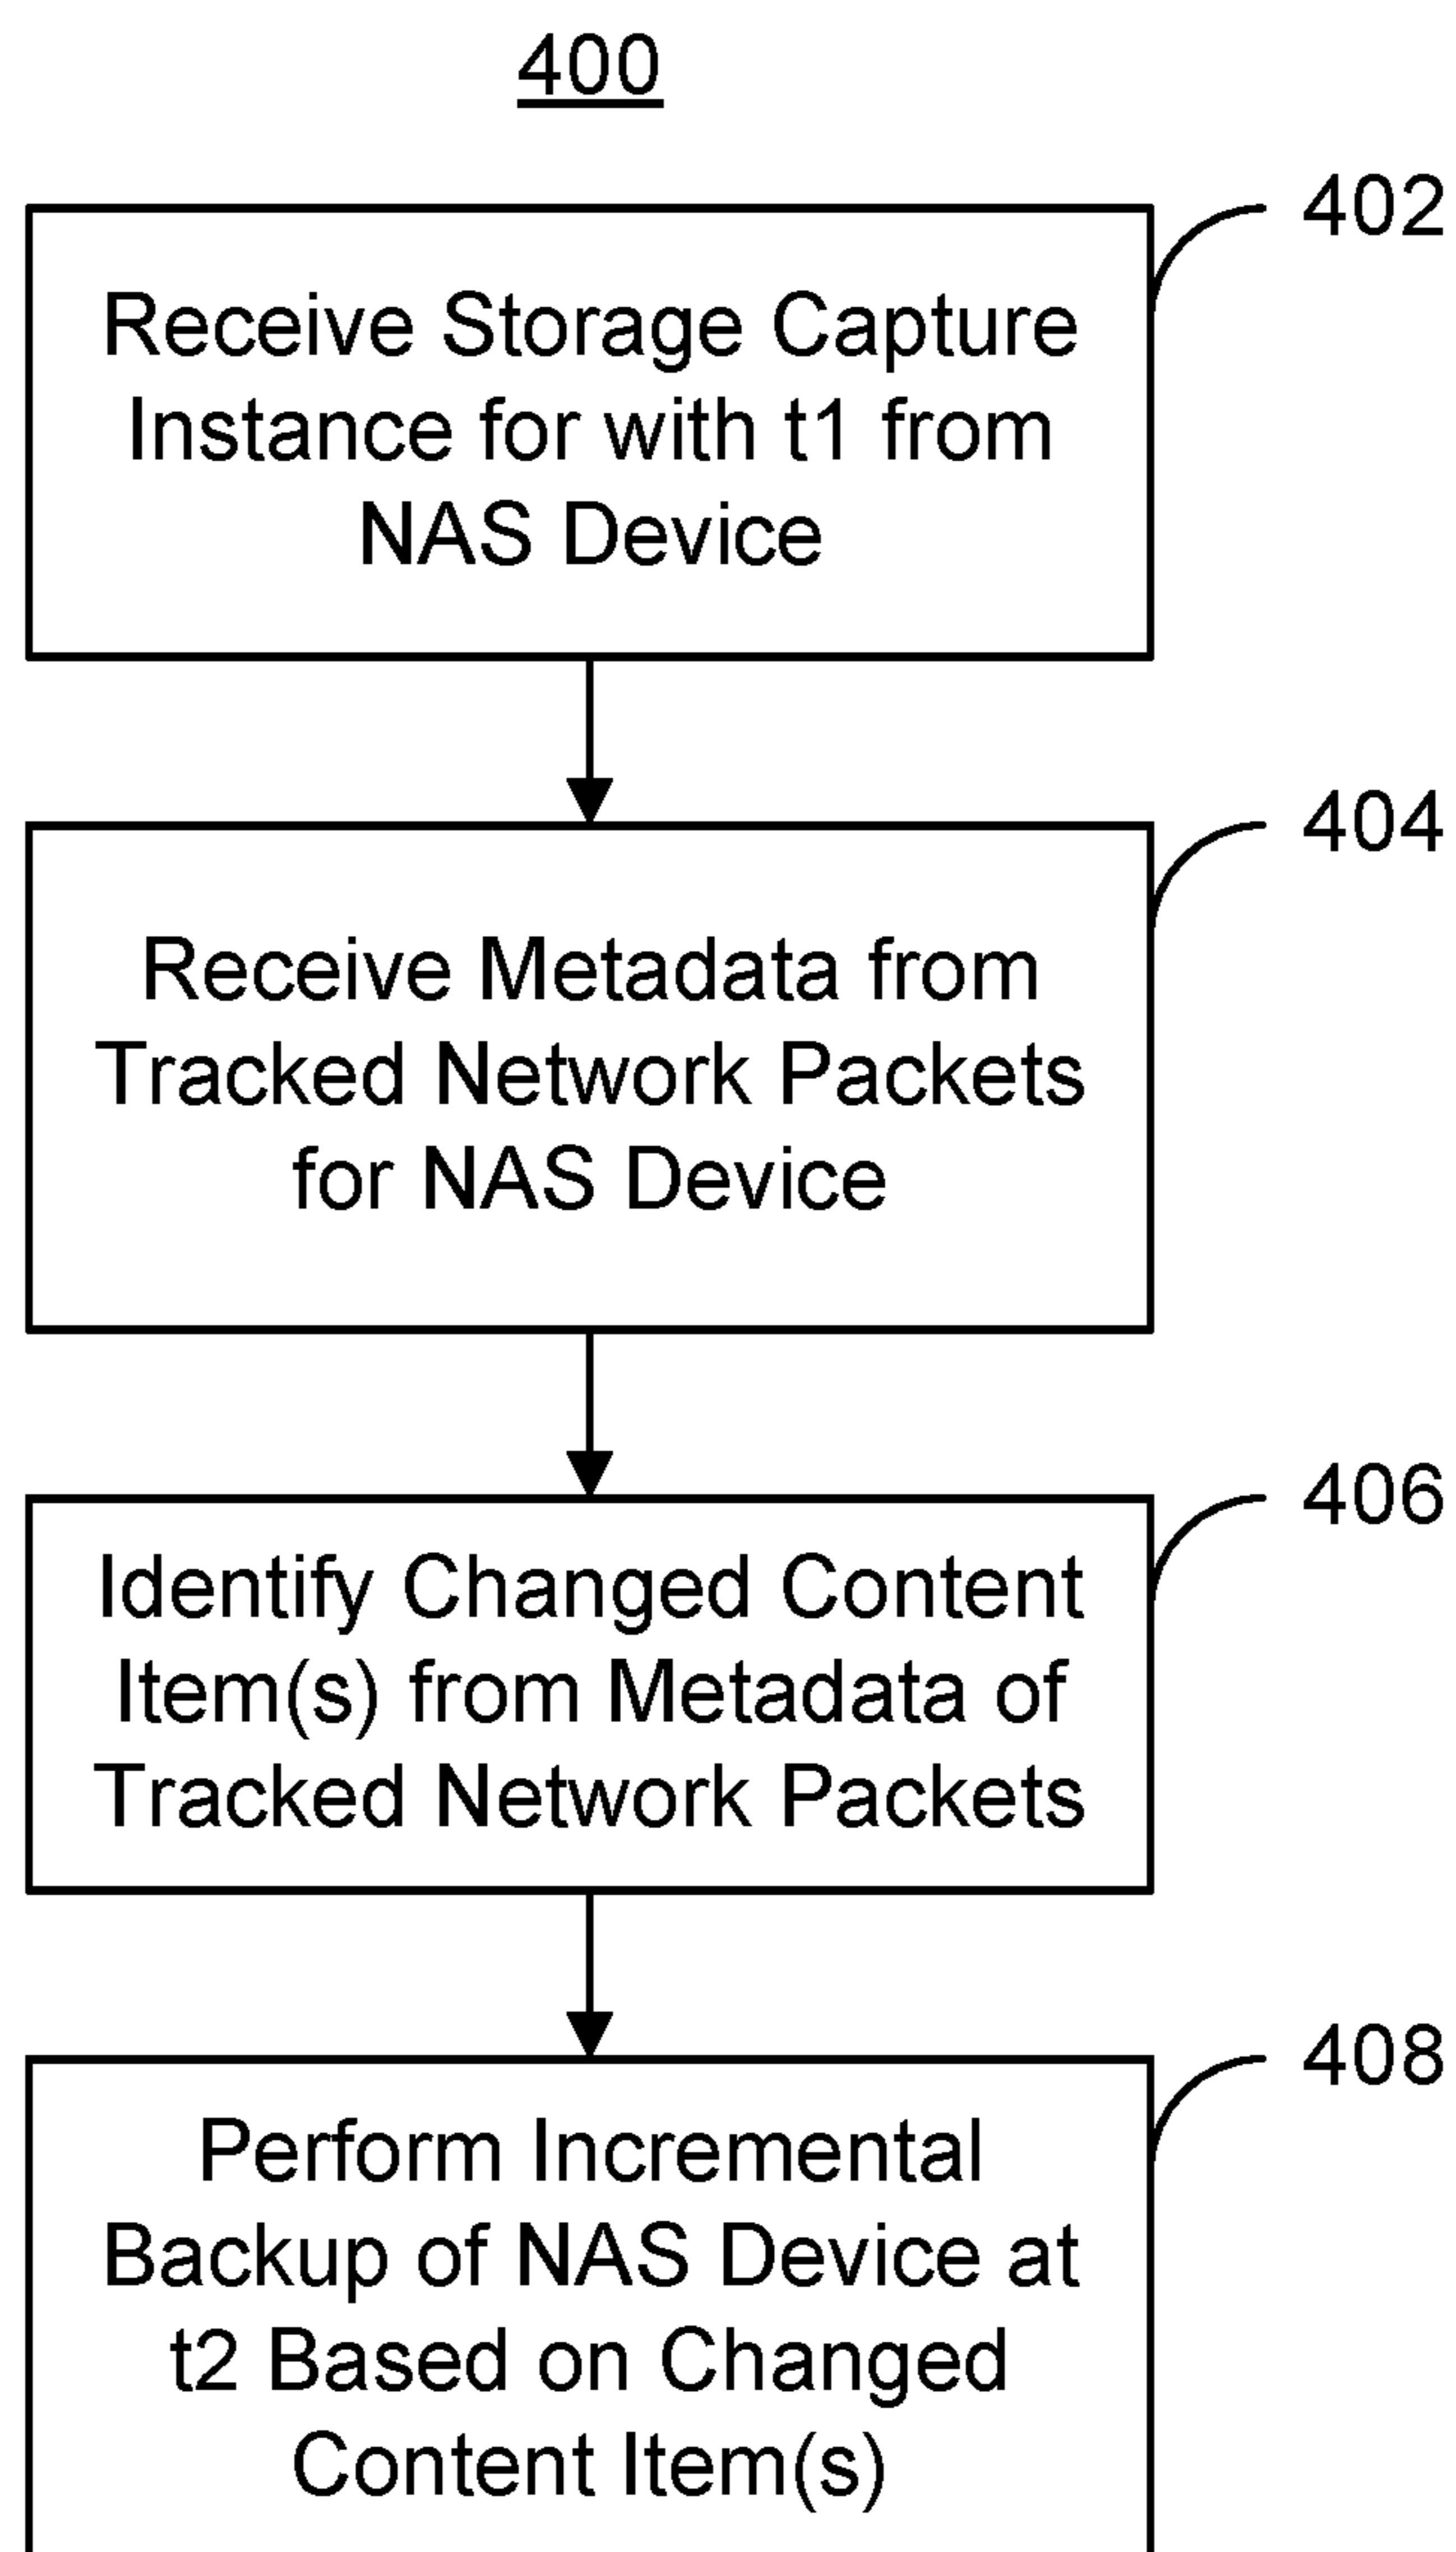 400
402
Receive Storage Capture
Instance for with t1 from
NAS Device
404
Receive Metadata from
Tracked Network Packets
for NAS Device
406
Identify Changed Content
Item(s) from Metadata of
Tracked Network Packets
408
Perform Incremental
Backup of NAS Device at
t2 Based on Changed
Content Item(s)